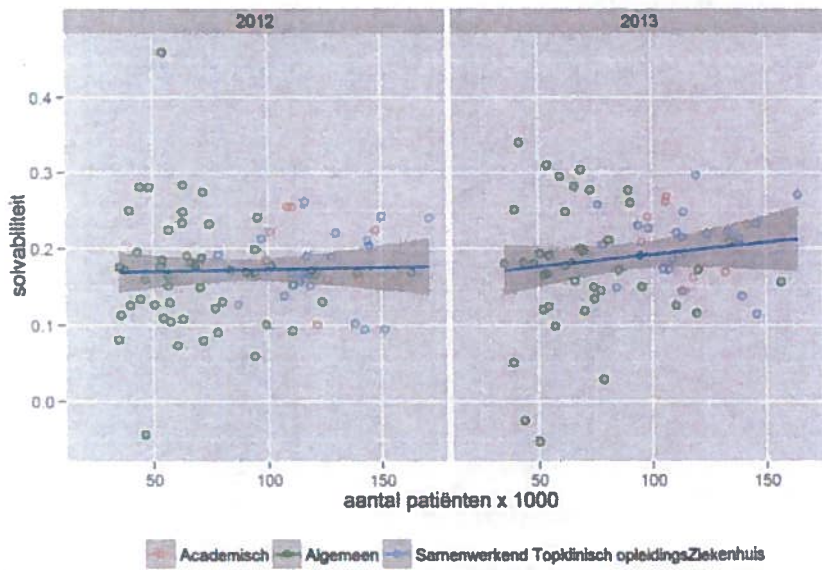 2012 2013
solvabiliteit
0.4
0.3
0.2
0.1
0.0
50 100 150 50 100 150
aantal patiënten x 1000
Academisch Algemeen Samenwerkend Topklinisch opleidingsZiekenhuis